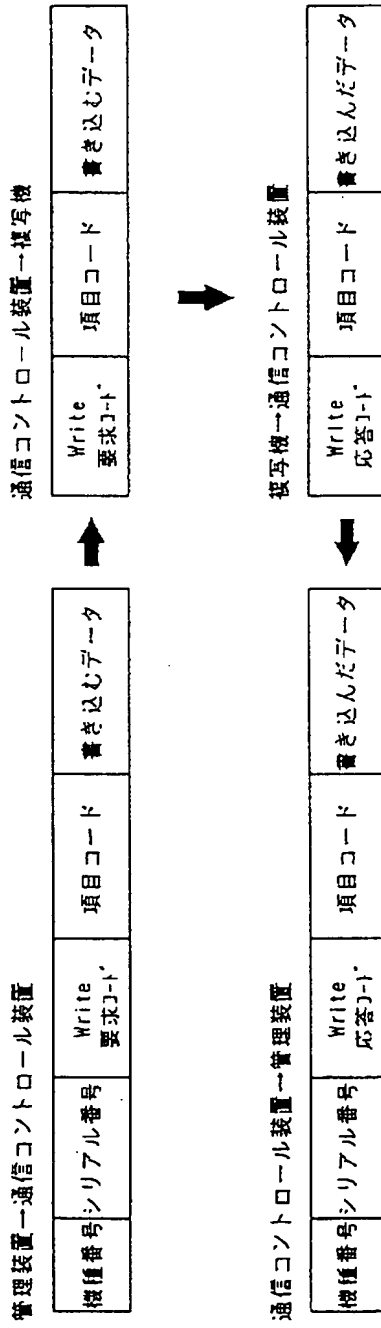 管理装置→通信コントロール装置
機種番号 シリアル番号 Write 要求コード 項目コード 書き込むデータ
通信コントロール装置→複写機
Write 要求コード 項目コード 書き込むデータ
複写機→通信コントロール装置
Write 応答コード 項目コード 書き込んだデータ
通信コントロール装置→管理装置
機種番号 シリアル番号 Write 応答コード 項目コード 書き込んだデータ